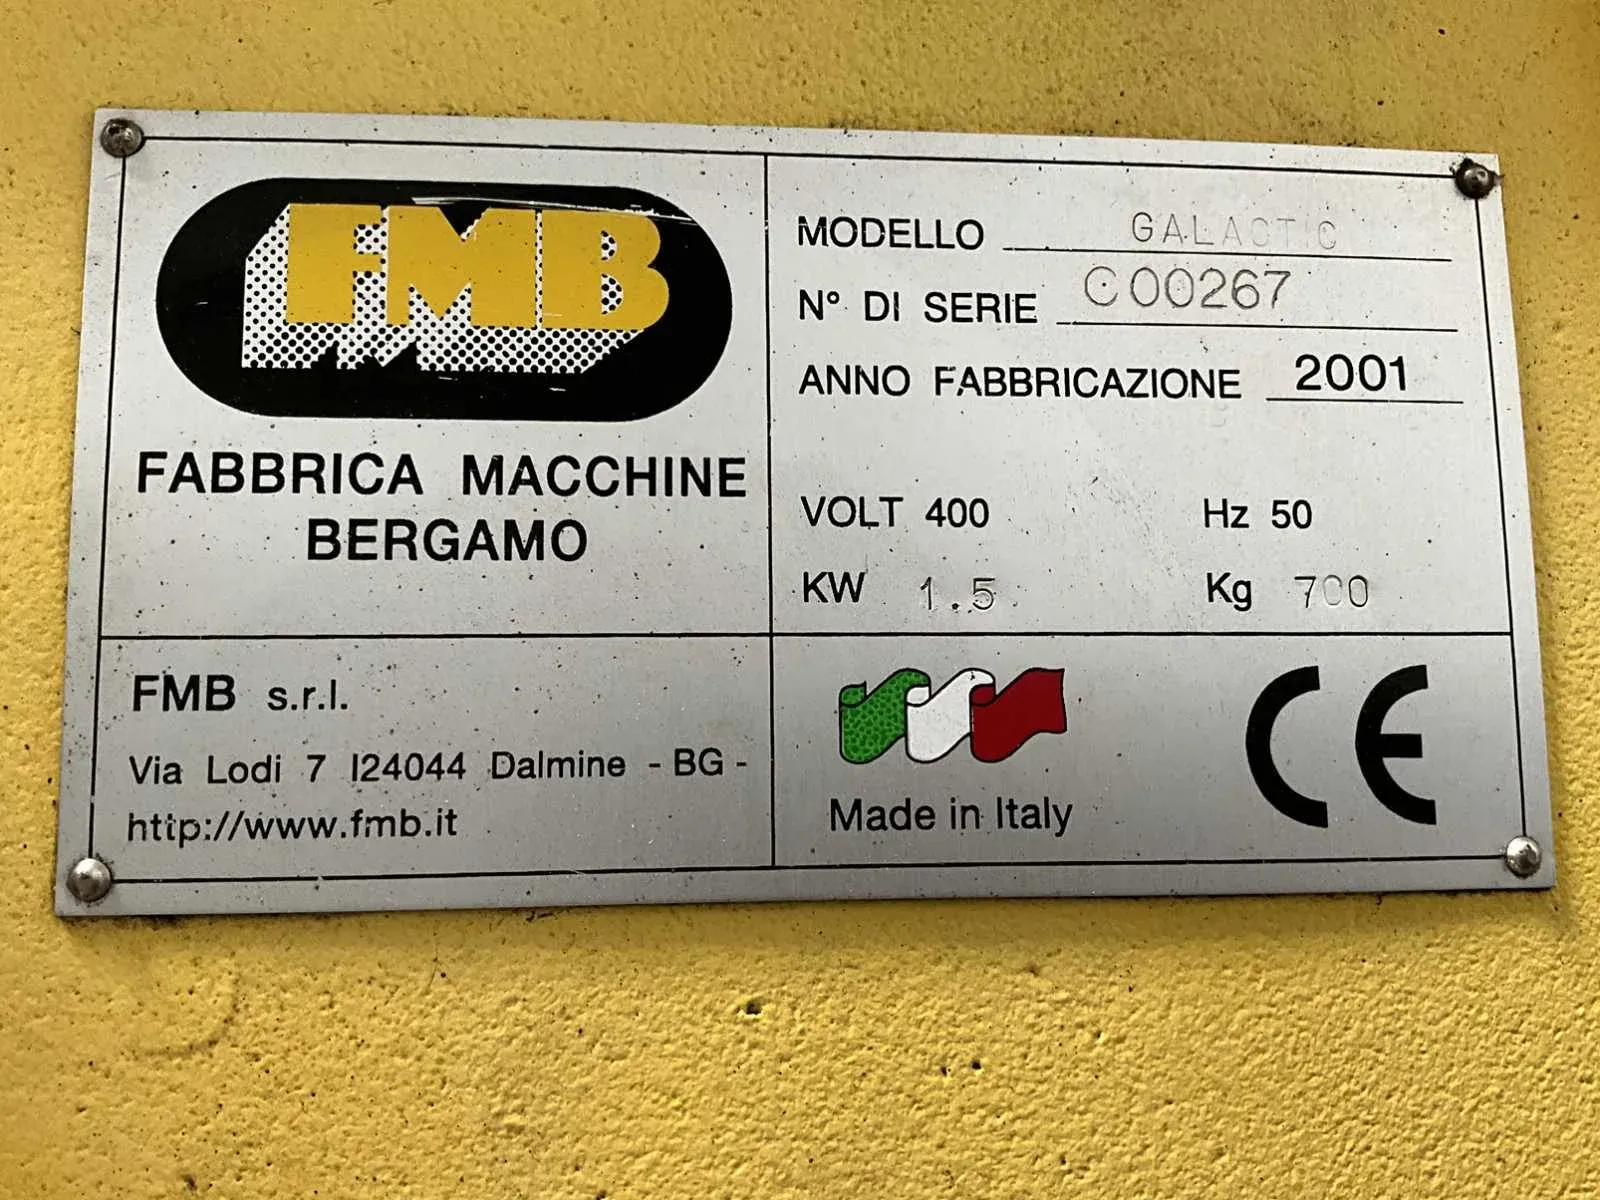 FMB
FABBRICA MACCHINE
BERGAMO
MODELLO GALACTIC
N° DI SERIE C00267
ANNO FABBRICAZIONE 2001
VOLT 400 Hz 50
KW 1.5 Kg 700
FMB s.r.l.
Via Lodi 7 I24044 Dalmine - BG -
http://www.fmb.it
Made in Italy
CE